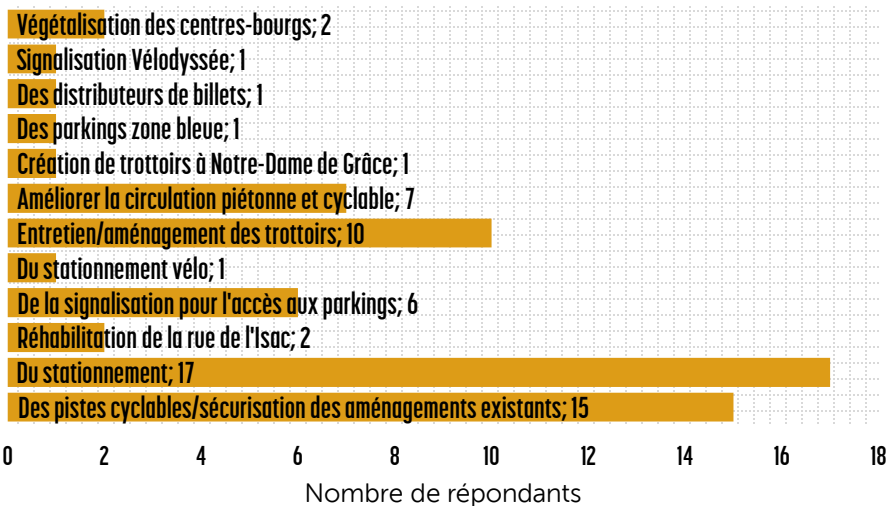 Végétalisation des centres-bourgs; 2
Signalisation Vélodyssée; 1
Des distributeurs de billets; 1
Des parkings zone bleue; 1
Création de trottoirs à Notre-Dame de Grâce; 1
Améliorer la circulation piétonne et cyclable; 7
Entretien/aménagement des trottoirs; 10
Du stationnement vélo; 1
De la signalisation pour l'accès aux parkings; 6
Réhabilitation de la rue de l'Isac; 2
Du stationnement; 17
Des pistes cyclables/sécurisation des aménagements existants; 15
0 2 4 6 8 10 12 14 16 18
Nombre de répondants